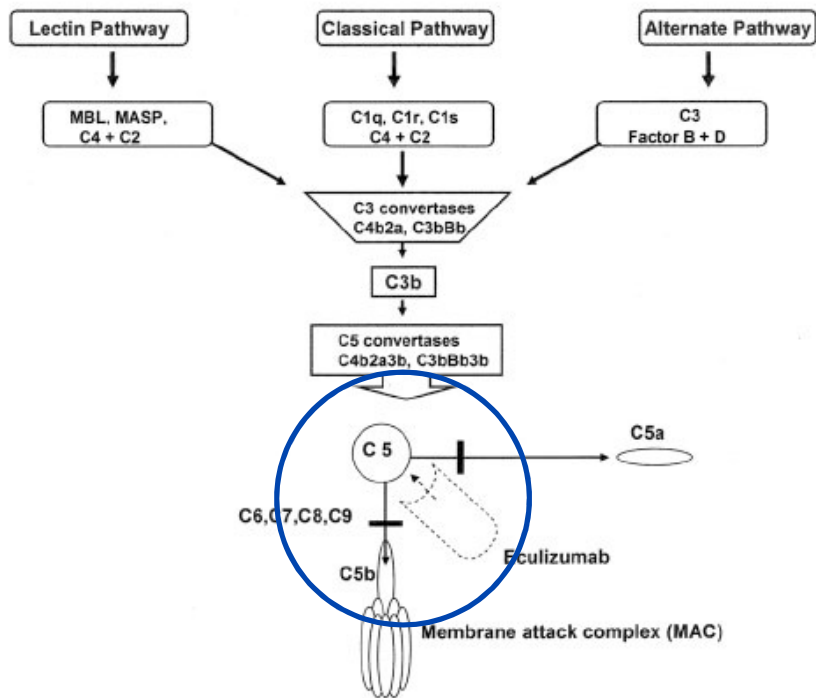 Lectin Pathway
Classical Pathway
Alternate Pathway
MBL, MASP,
C4 + C2
C1q, C1r, C1s
C4 + C2
C3
Factor B + D
C3 convertases
C4b2a, C3bBb
C3b
C5 convertases
C4b2a3b, C3bBb3b
C5a
C 5
C6,C7,C8,C9
Eculizumab
C5b
Membrane attack complex (MAC)